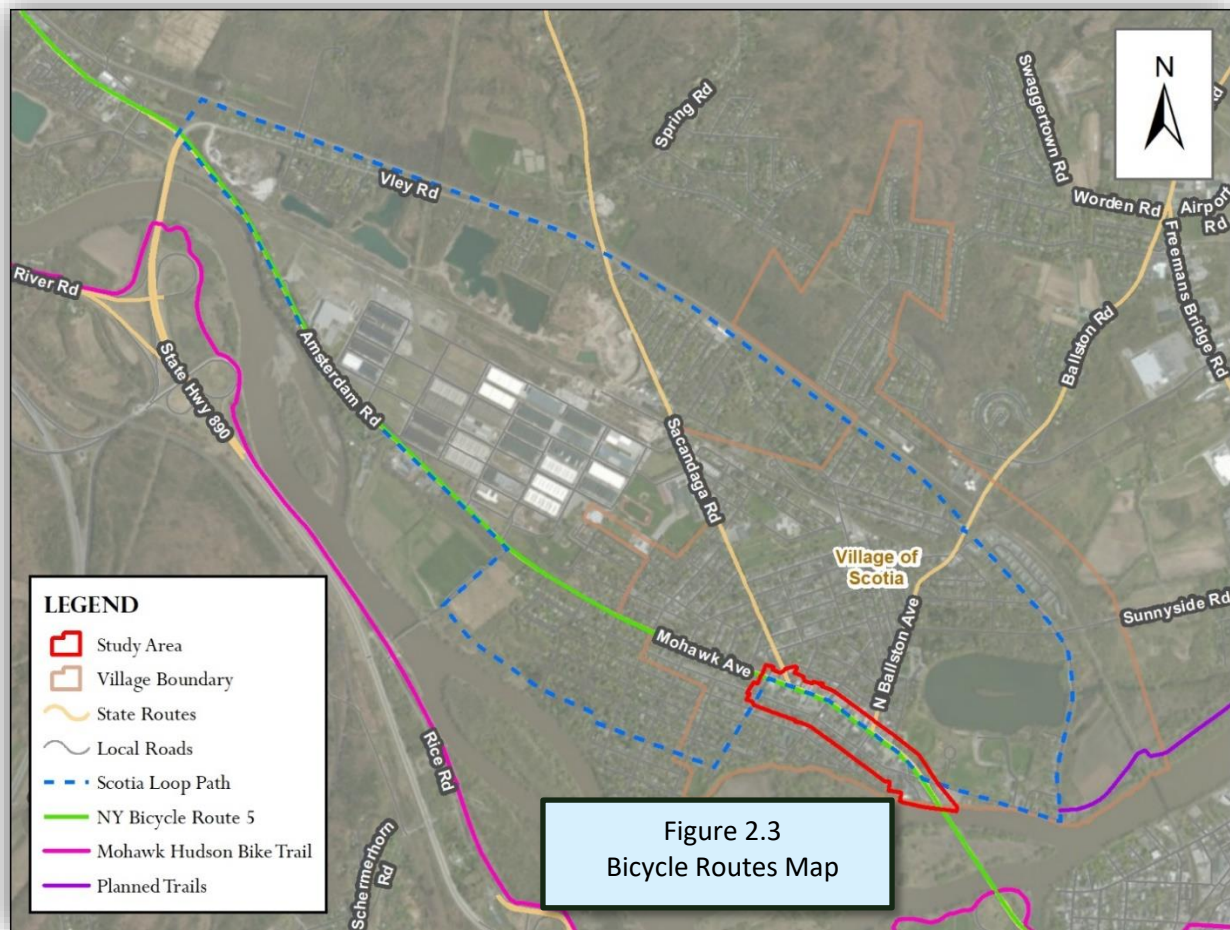 N
Spring Rd
Swaggertown Rd
Rd
Vley Rd
Worden Rd
Airport
Rd
River Rd
Freemans Bridge Rd
Ballston Rd
State Hwy 890
Amsterdam Rd
Sacandaga Rd
Village of
Scotia
Sunnyside Rd
N Ballston Ave
Mohawk Ave
Rice Rd
Schermerhorn
Rd
LEGEND
Study Area
Village Boundary
State Routes
Local Roads
Scotia Loop Path
NY Bicycle Route 5
Mohawk Hudson Bike Trail
Planned Trails
Figure 2.3
Bicycle Routes Map